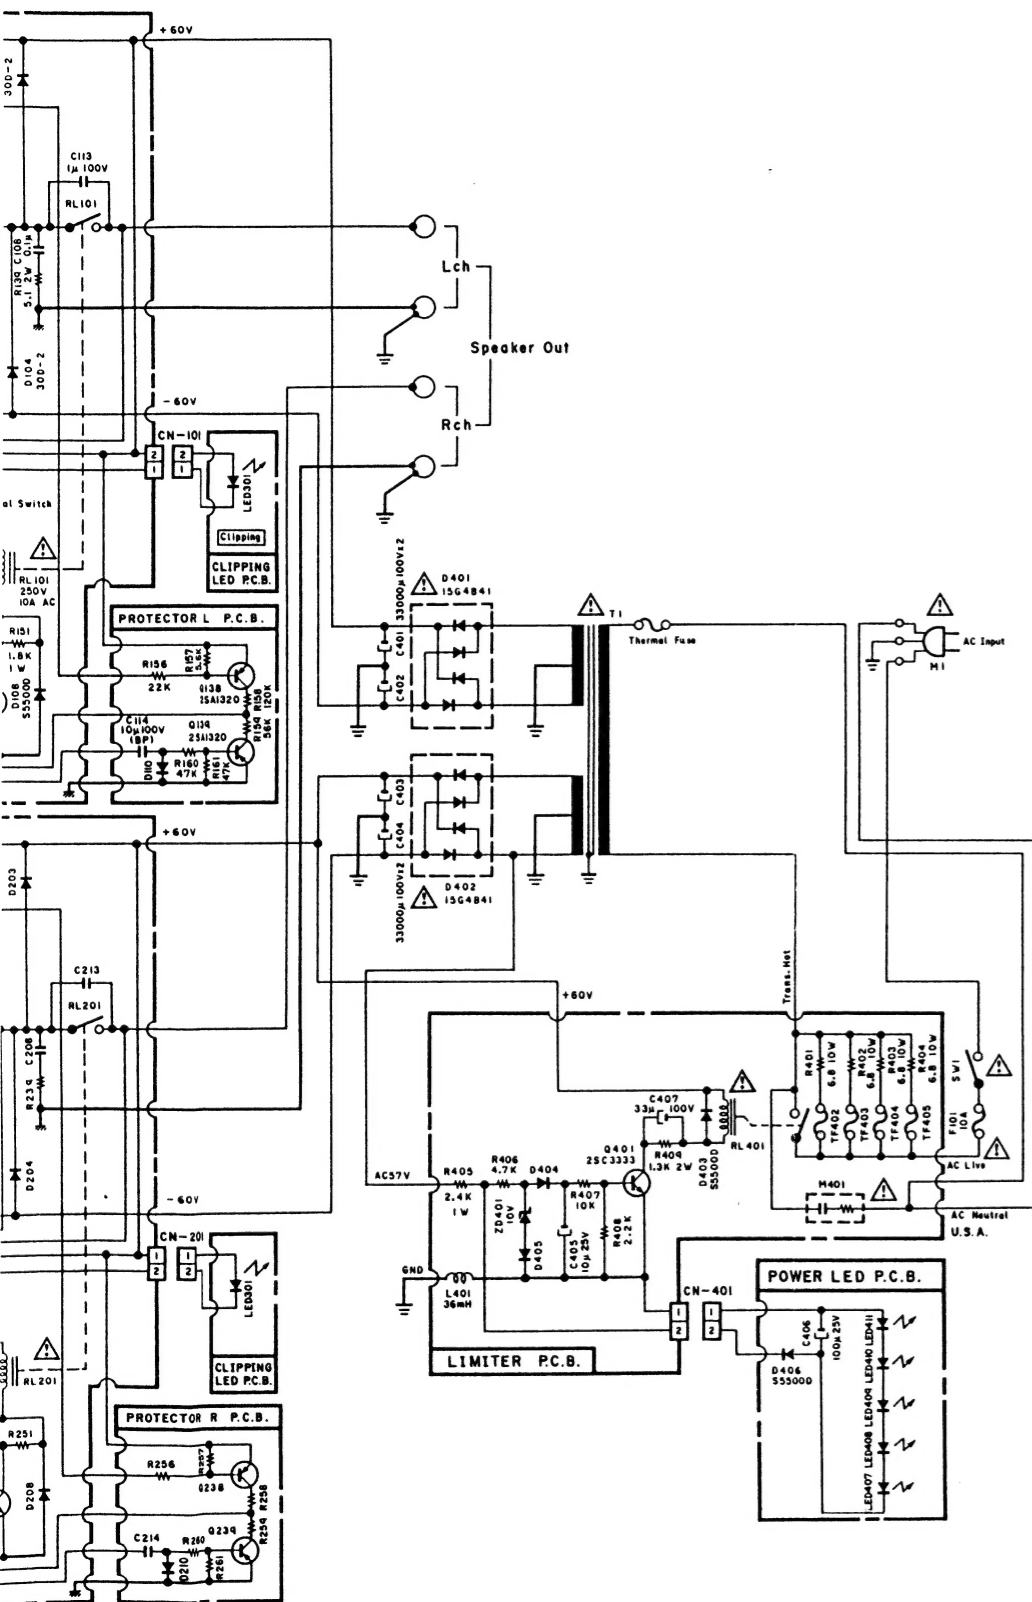 +60V
30D-2
C113
1μ 100V
RL101
R139 C108
5.1 2W 0.1μ
Lch
Speaker Out
D104
30D-2
-60V
Rch
CN-101
2
1
2
1
LED301
Clipping
CLIPPING
LED P.C.B.
al Switch
RL101
250V
10A AC
33000μ100Vx2
D401
15G4B41
T1
Thermal Fuse
AC Input
M1
PROTECTOR L P.C.B.
R151
1.8K
1W
D108
S5500D
R156
22K
R157
5.6K
Q138
2SA1320
R158
120K
R159
56K
C401
C402
C114
10μ100V
(BP)
Q139
2SA1320
D110
R160
47K
R161
47K
+60V
C403
C404
33000μ100Vx2
D402
15G4B41
D203
C213
RL201
R239 C208
D204
-60V
+60V
Trans.Hot
R401
6.8 10W
R402
6.8 10W
R403
6.8 10W
R404
6.8 10W
SW1
C407
33μ 100V
RL401
TF402
TF403
TF404
TF405
F101
10A
Q401
2SC3333
R409
1.3K 2W
D403
S5500D
AC Live
AC57V
R405
2.4K
1W
R406
4.7K
D404
R407
10K
M401
ZD401
10V
D405
C405
10μ25V
R408
2.2K
AC Neutral
U.S.A.
CN-201
1
2
1
2
LED301
GND
L401
36mH
CN-401
1
2
1
2
POWER LED P.C.B.
C406
100μ25V
D406
S5500D
LED407 LED408 LED409 LED410 LED411
LIMITER P.C.B.
CLIPPING
LED P.C.B.
RL201
PROTECTOR R P.C.B.
R251
D208
R256
R257
Q238
R258
R259
C214
R260
Q239
D210
R261